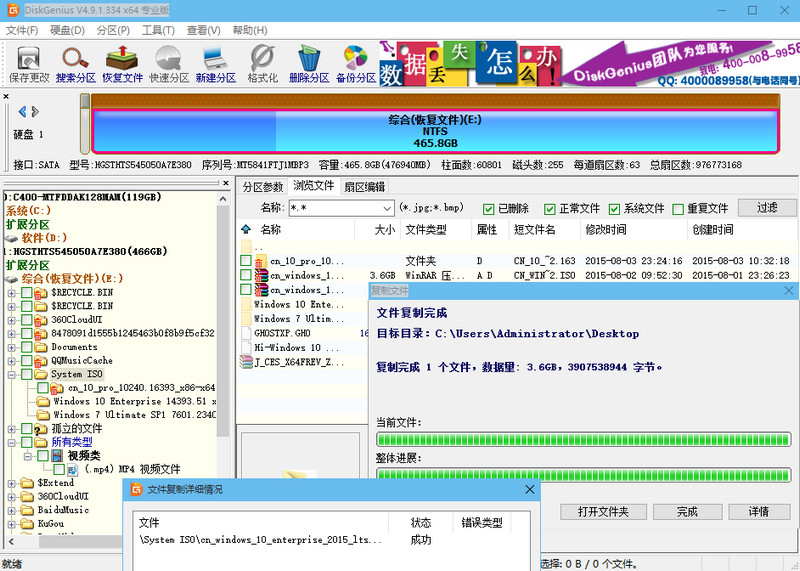 DiskGenius V4.9.1.334 x64 专业版
文件(F) 硬盘(D) 分区(P) 工具(T) 查看(V) 帮助(H)
保存更改 搜索分区 恢复文件 快速分区 新建分区 格式化 删除分区 备份分区
数据丢失怎么办！
DiskGenius团队为您服务！
致电：400-008-9958
QQ: 4000089958(与电话同号)
硬盘 1
综合(恢复文件)(E:)
NTFS
465.8GB
接口:SATA 型号:HGSTHTS545050A7E380 序列号:MT5841FTJ1MBP3 容量:465.8GB(476940MB) 柱面数:60801 磁头数:255 每道扇区数:63 总扇区数:976773168
):C400-MTFDDAK128MAM(119GB)
系统(C:)
扩展分区
软件(D:)
1:HGSTHTS545050A7E380(466GB)
扩展分区
综合(恢复文件)(E:)
$RECYCLE.BIN
$RECYCLE.BIN
360CloudUI
8478091d1555b1245463b0f8b9f5cf32
Documents
QQMusicCache
System ISO
cn_10_pro_10240.16393_x86-x64
Windows 10 Enterprise 14393.51 x
Windows 7 Ultimate SP1 7601.2340
孤立的文件
所有类型
视频类
(.mp4) MP4 视频文件
$Extend
360CloudUI
BaiduMusic
KuGou
分区参数 浏览文件 扇区编辑
名称: *.* (*.jpg;*.bmp) 已删除 正常文件 系统文件 重复文件 过滤
名称 大小 文件类型 属性 短文件名 修改时间 创建时间
..
cn_10_pro_10... 文件夹 D CN_10_~2.163 2015-08-03 23:24:16 2015-08-03 10:32:18
cn_windows_1... 3.6GB WinRAR 压... A D CN_WIN~2.ISO 2015-08-02 09:52:30 2015-08-01 23:26:23
cn_windows_1...
Windows 10 Ente...
Windows 7 Ultim...
GHOSTXP.GHO 16
Hi-Windows 10 ...
J_CES_X64FREV_Z...
复制文件
文件复制完成
目标目录：C:\Users\Administrator\Desktop
复制完成 1 个文件，数据量: 3.6GB，3907538944 字节。
当前文件:
整体进展:
打开文件夹 完成 详情
文件复制详细情况
文件 状态 错误类型
\System ISO\cn_windows_10_enterprise_2015_lts... 成功
就绪
选择: 0 B / 0 个文件。